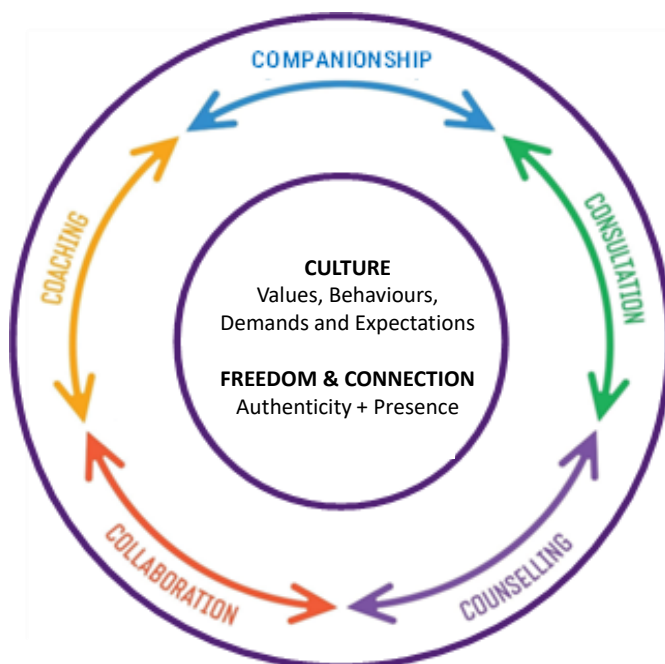 COMPANIONSHIP
CONSULTATION
COUNSELLING
COLLABORATION
COACHING
CULTURE
Values, Behaviours,
Demands and Expectations
FREEDOM & CONNECTION
Authenticity + Presence